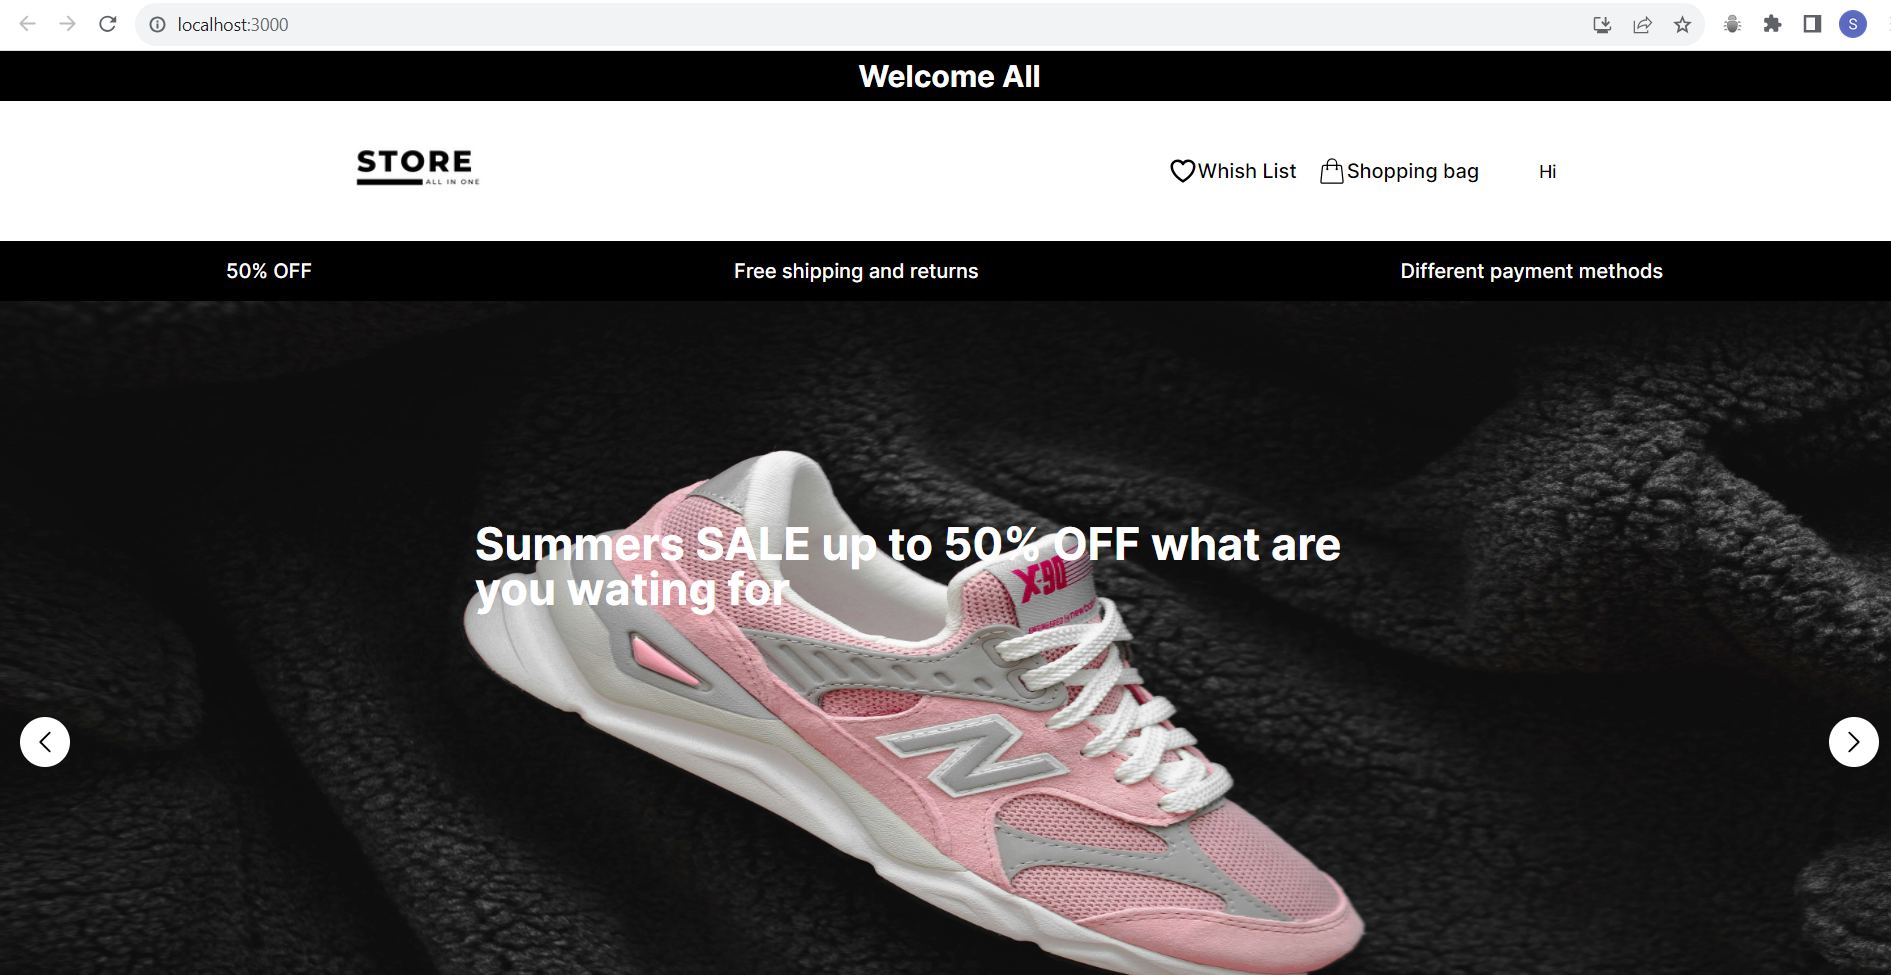 localhost:3000
S
Welcome All
STORE
ALL IN ONE
Whish List
Shopping bag
Hi
50% OFF
Free shipping and returns
Different payment methods
Summers SALE up to 50% OFF what are
you wating for
X-90
N